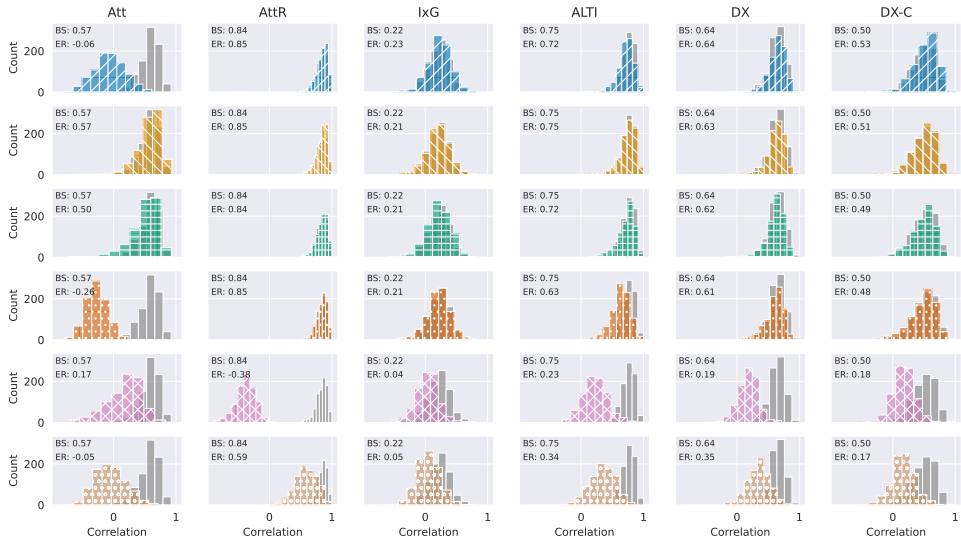 Att AttR IxG ALTI DX DX-C
BS: 0.57 BS: 0.84 BS: 0.22 BS: 0.75 BS: 0.64 BS: 0.50
ER: -0.06 ER: 0.85 ER: 0.23 ER: 0.72 ER: 0.64 ER: 0.53
Count
200
0
BS: 0.57 BS: 0.84 BS: 0.22 BS: 0.75 BS: 0.64 BS: 0.50
ER: 0.57 ER: 0.85 ER: 0.21 ER: 0.75 ER: 0.63 ER: 0.51
Count
200
0
BS: 0.57 BS: 0.84 BS: 0.22 BS: 0.75 BS: 0.64 BS: 0.50
ER: 0.50 ER: 0.84 ER: 0.21 ER: 0.72 ER: 0.62 ER: 0.49
Count
200
0
BS: 0.57 BS: 0.84 BS: 0.22 BS: 0.75 BS: 0.64 BS: 0.50
ER: -0.26 ER: 0.85 ER: 0.21 ER: 0.63 ER: 0.61 ER: 0.48
Count
200
0
BS: 0.57 BS: 0.84 BS: 0.22 BS: 0.75 BS: 0.64 BS: 0.50
ER: 0.17 ER: -0.38 ER: 0.04 ER: 0.23 ER: 0.19 ER: 0.18
Count
200
0
BS: 0.57 BS: 0.84 BS: 0.22 BS: 0.75 BS: 0.64 BS: 0.50
ER: -0.05 ER: 0.59 ER: 0.05 ER: 0.34 ER: 0.35 ER: 0.17
Count
200
0
0 1 0 1 0 1 0 1 0 1 0 1
Correlation Correlation Correlation Correlation Correlation Correlation